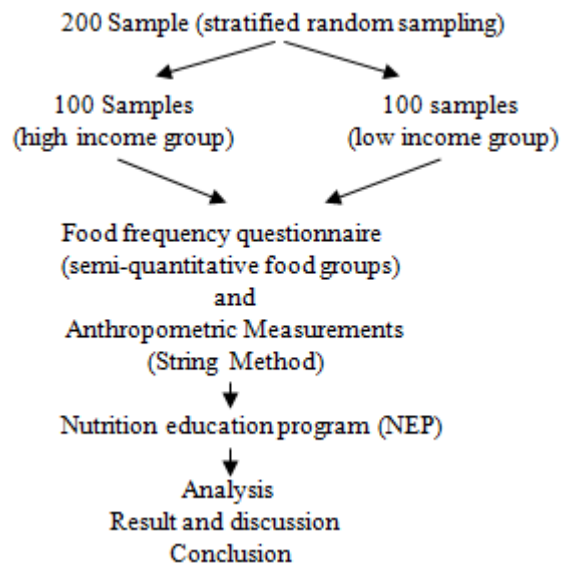 200 Sample (stratified random sampling)
100 Samples
(high income group)
100 samples
(low income group)
Food frequency questionnaire
(semi-quantitative food groups)
and
Anthropometric Measurements
(String Method)
Nutrition education program (NEP)
Analysis
Result and discussion
Conclusion